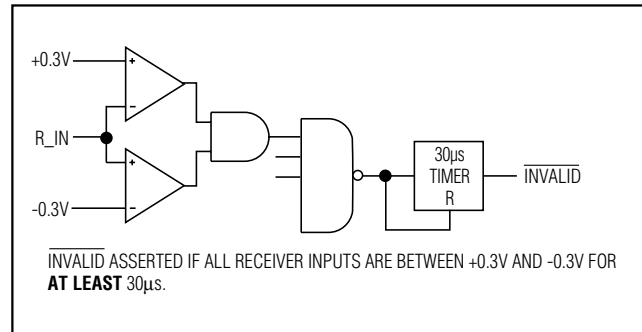 +0.3V
R_IN
-0.3V
+
-
+
-
30µs
TIMER
R
INVALID
INVALID ASSERTED IF ALL RECEIVER INPUTS ARE BETWEEN +0.3V AND -0.3V FOR
AT LEAST 30µs.